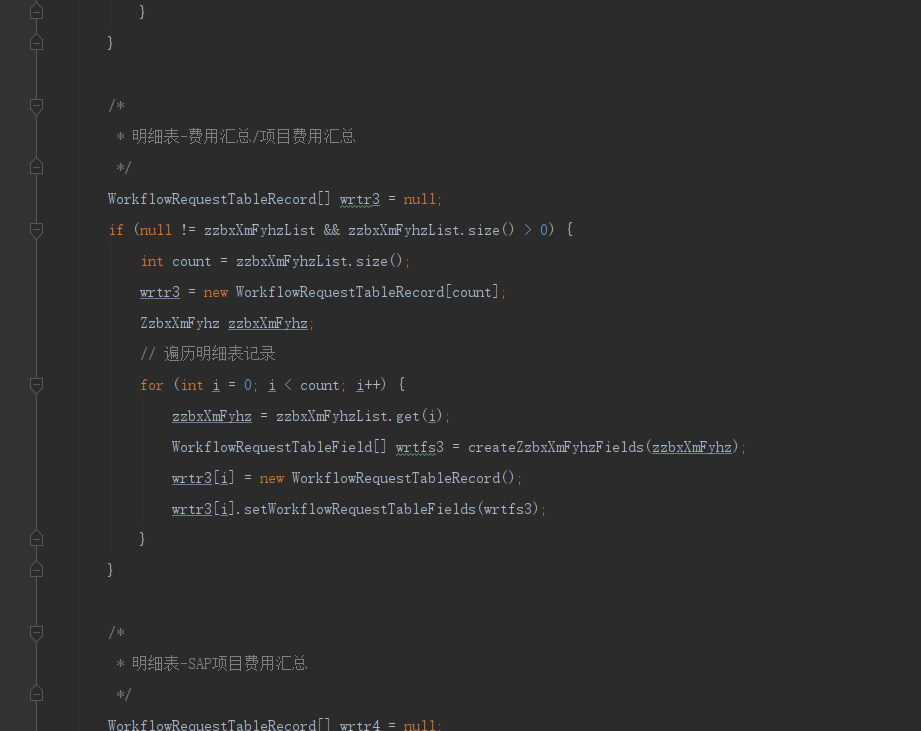 }
}
/*
* 明细表-费用汇总/项目费用汇总
*/
WorkflowRequestTableRecord[] wrtr3 = null;
if (null != zzbxXmFyhzList && zzbxXmFyhzList.size() > 0) {
int count = zzbxXmFyhzList.size();
wrtr3 = new WorkflowRequestTableRecord[count];
ZzbxXmFyhz zzbxXmFyhz;
// 遍历明细表记录
for (int i = 0; i < count; i++) {
zzbxXmFyhz = zzbxXmFyhzList.get(i);
WorkflowRequestTableField[] wrtfs3 = createZzbxXmFyhzFields(zzbxXmFyhz);
wrtr3[i] = new WorkflowRequestTableRecord();
wrtr3[i].setWorkflowRequestTableFields(wrtfs3);
}
}
/*
* 明细表-SAP项目费用汇总
*/
WorkflowRequestTableRecord[] wrtr4 = null;